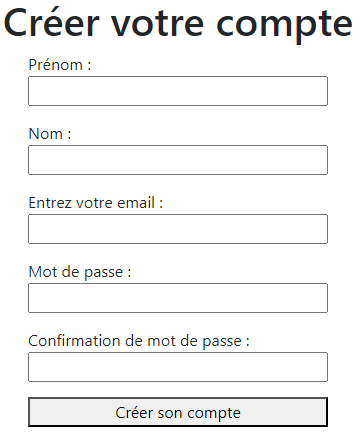 Créer votre compte
Prénom :
Nom :
Entrez votre email :
Mot de passe :
Confirmation de mot de passe :
Créer son compte